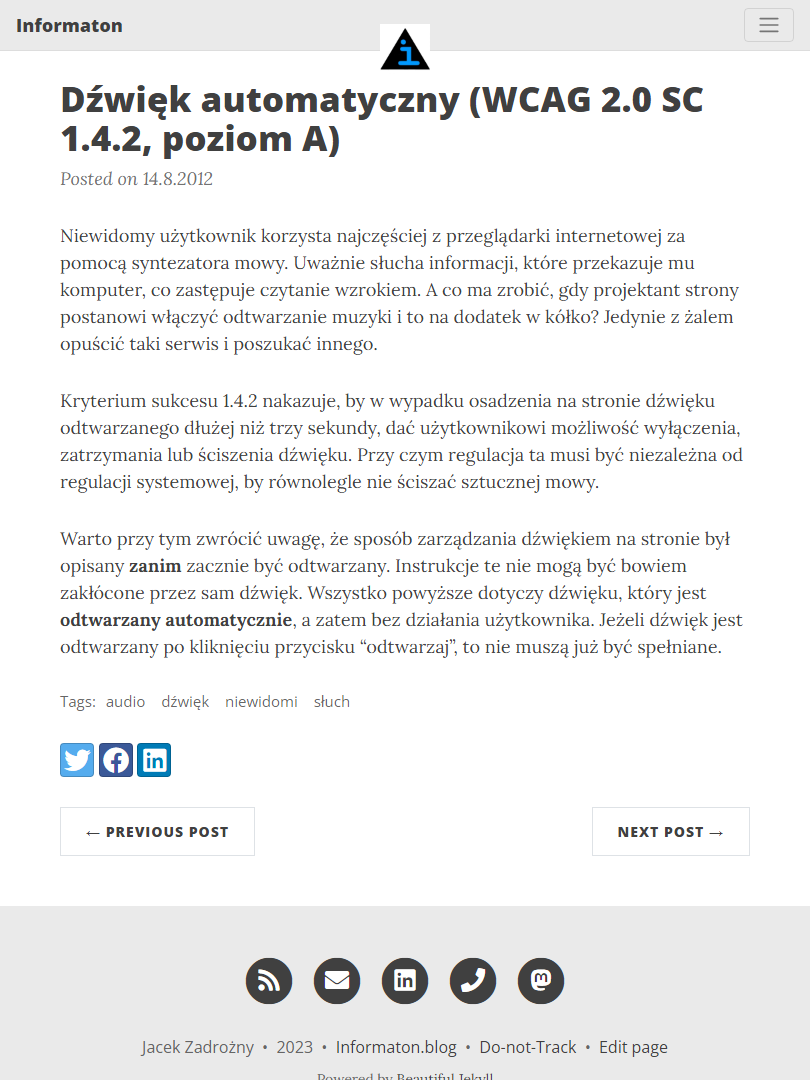 Informaton
i
Dźwięk automatyczny (WCAG 2.0 SC
1.4.2, poziom A)
Posted on 14.8.2012
Niewidomy użytkownik korzysta najczęściej z przeglądarki internetowej za
pomocą syntezatora mowy. Uważnie słucha informacji, które przekazuje mu
komputer, co zastępuje czytanie wzrokiem. A co ma zrobić, gdy projektant strony
postanowi włączyć odtwarzanie muzyki i to na dodatek w kółko? Jedynie z żalem
opuścić taki serwis i poszukać innego.
Kryterium sukcesu 1.4.2 nakazuje, by w wypadku osadzenia na stronie dźwięku
odtwarzanego dłużej niż trzy sekundy, dać użytkownikowi możliwość wyłączenia,
zatrzymania lub ściszenia dźwięku. Przy czym regulacja ta musi być niezależna od
regulacji systemowej, by równolegle nie ściszać sztucznej mowy.
Warto przy tym zwrócić uwagę, że sposób zarządzania dźwiękiem na stronie był
opisany zanim zacznie być odtwarzany. Instrukcje te nie mogą być bowiem
zakłócone przez sam dźwięk. Wszystko powyższe dotyczy dźwięku, który jest
odtwarzany automatycznie, a zatem bez działania użytkownika. Jeżeli dźwięk jest
odtwarzany po kliknięciu przycisku “odtwarzaj”, to nie muszą już być spełniane.
Tags: audio dźwięk niewidomi słuch
← PREVIOUS POST
NEXT POST →
Jacek Zadrożny • 2023 • Informaton.blog • Do-not-Track • Edit page
Powered by Beautiful Jekyll